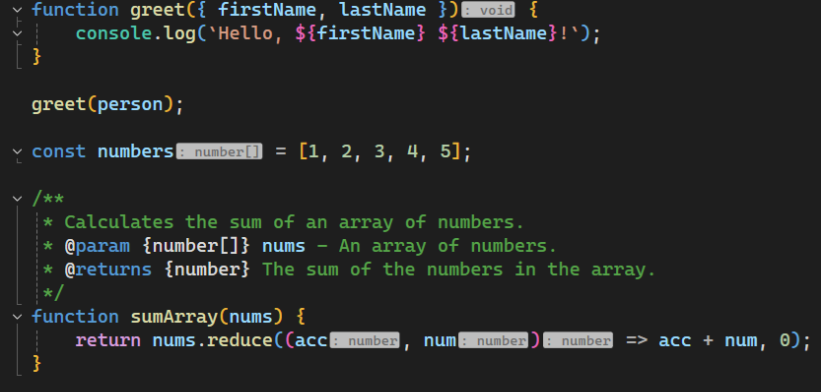 function greet({ firstName, lastName }): void {
console.log(`Hello, ${firstName} ${lastName}!`);
}
greet(person);
const numbers: number[] = [1, 2, 3, 4, 5];
/**
* Calculates the sum of an array of numbers.
* @param {number[]} nums - An array of numbers.
* @returns {number} The sum of the numbers in the array.
*/
function sumArray(nums) {
return nums.reduce((acc: number, num: number): number => acc + num, 0);
}